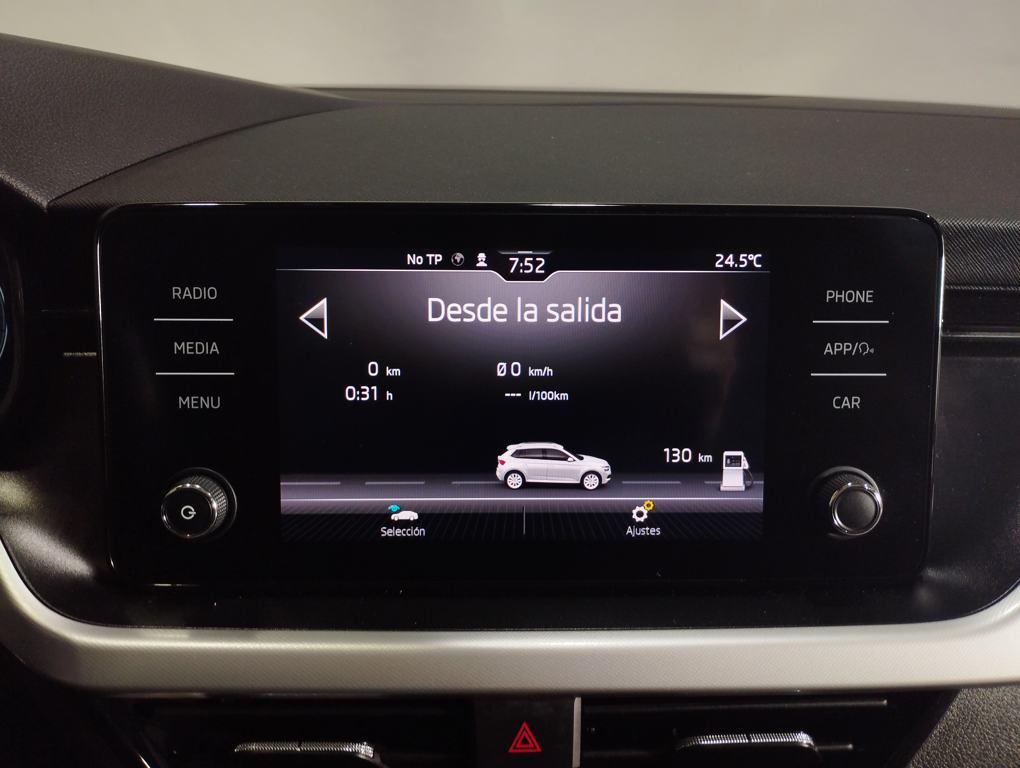 No TP 7:52 24.5°C
RADIO
MEDIA
MENU
Desde la salida
0 km Ø 0 km/h
0:31 h --- l/100km
130 km
Selección Ajustes
PHONE
APP/
CAR